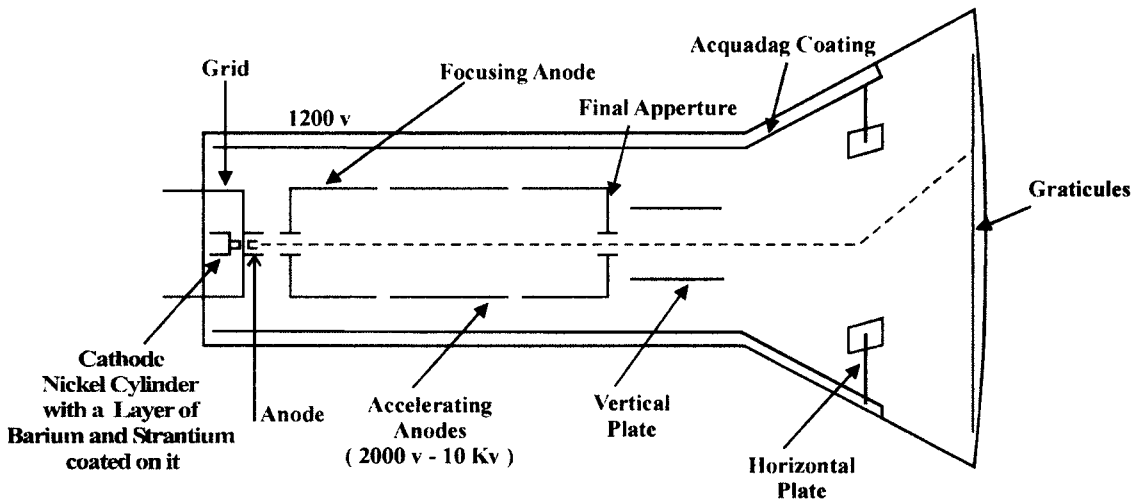 Acquadag Coating
Grid
Focusing Anode
Final Apperture
1200 v
Graticules
Cathode
Nickel Cylinder
with a Layer of
Barium and Strantium
coated on it
Anode
Accelerating
Anodes
( 2000 v - 10 Kv )
Vertical
Plate
Horizontal
Plate